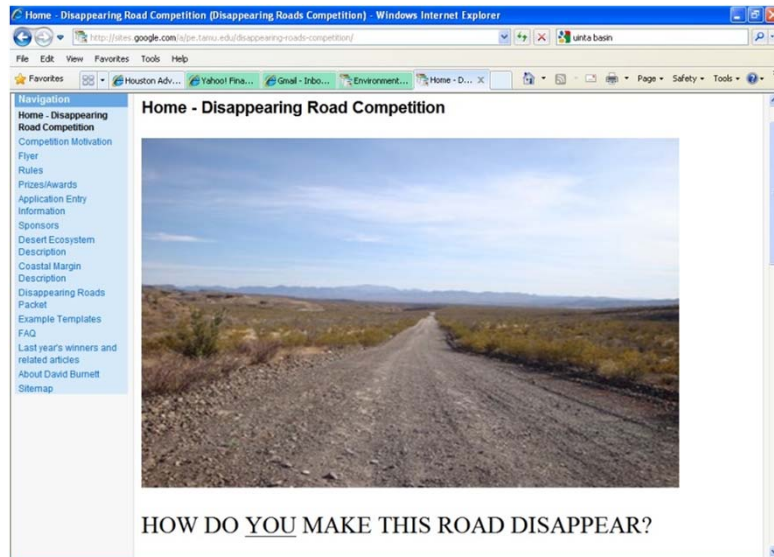 Home - Disappearing Road Competition (Disappearing Roads Competition) - Windows Internet Explorer
http://sites.google.com/a/pe.tamu.edu/disappearing-roads-competition/
uinta basin
File Edit View Favorites Tools Help
Favorites
Houston Adv...
Yahoo! Fina...
Gmail - Inbo...
Environment...
Home - D... X
Page
Safety
Tools
Navigation
Home - Disappearing
Road Competition
Competition Motivation
Flyer
Rules
Prizes/Awards
Application Entry
Information
Sponsors
Desert Ecosystem
Description
Coastal Margin
Description
Disappearing Roads
Packet
Example Templates
FAQ
Last year's winners and
related articles
About David Burnett
Sitemap
Home - Disappearing Road Competition
HOW DO YOU MAKE THIS ROAD DISAPPEAR?